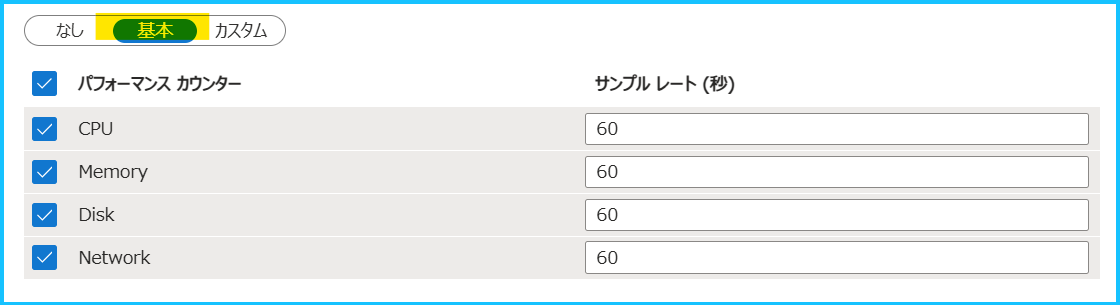 なし 基本 カスタム
パフォーマンス カウンター サンプル レート (秒)
CPU 60
Memory 60
Disk 60
Network 60